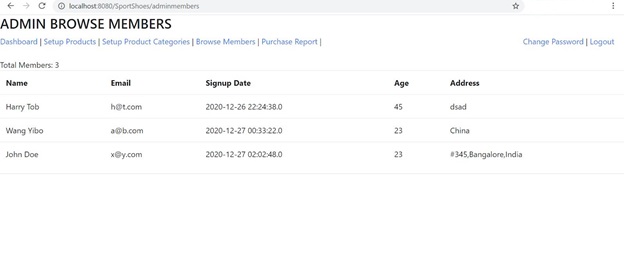 localhost:8080/SportShoes/adminmembers
ADMIN BROWSE MEMBERS
Dashboard | Setup Products | Setup Product Categories | Browse Members | Purchase Report | Change Password | Logout
Total Members: 3
Name Email Signup Date Age Address
Harry Tob h@t.com 2020-12-26 22:24:38.0 45 dsad
Wang Yibo a@b.com 2020-12-27 00:33:22.0 23 China
John Doe x@y.com 2020-12-27 02:02:48.0 23 #345,Bangalore,India